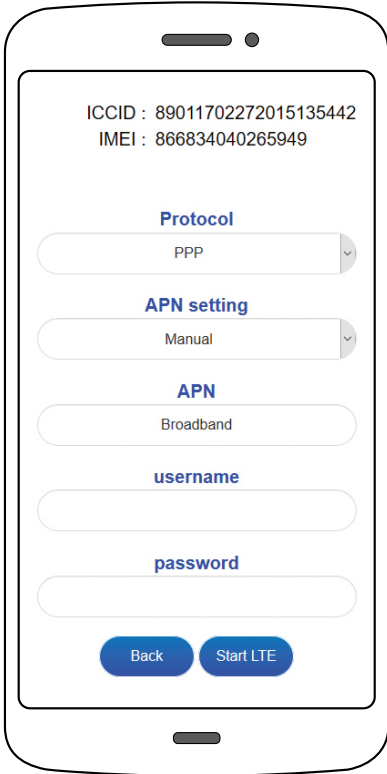 ICCID : 89011702272015135442
IMEI : 866834040265949
Protocol
PPP
APN setting
Manual
APN
Broadband
username
password
Back Start LTE